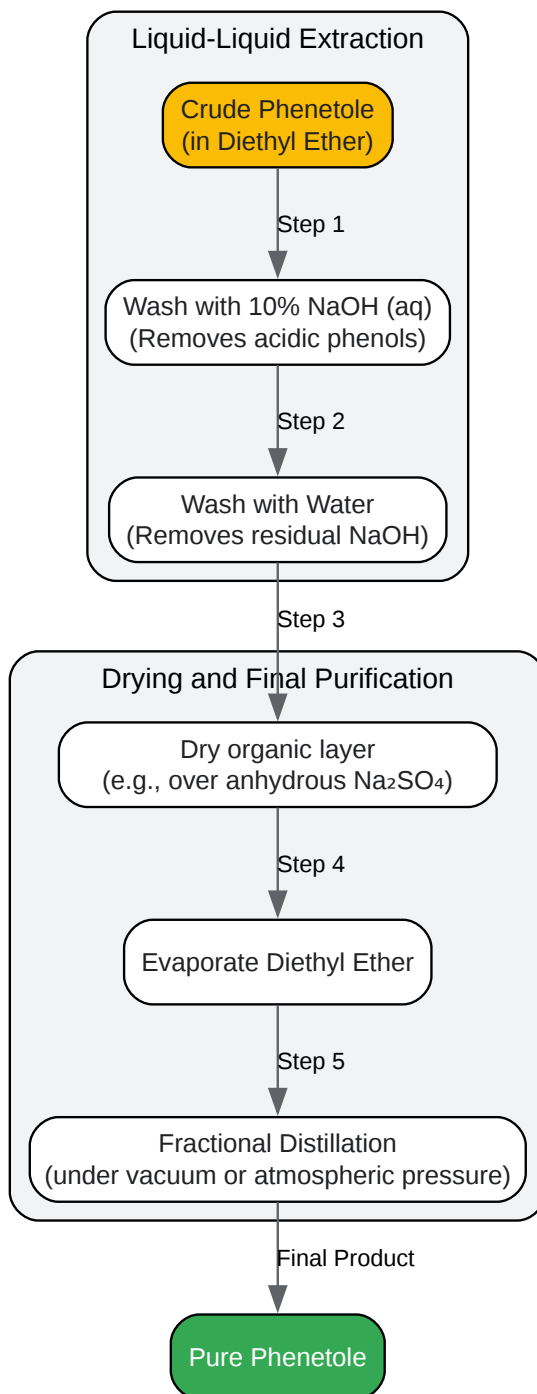 Liquid-Liquid Extraction
Crude Phenetole
(in Diethyl Ether)
Step 1
Wash with 10% NaOH (aq)
(Removes acidic phenols)
Step 2
Wash with Water
(Removes residual NaOH)
Step 3
Drying and Final Purification
Dry organic layer
(e.g., over anhydrous Na₂SO₄)
Step 4
Evaporate Diethyl Ether
Step 5
Fractional Distillation
(under vacuum or atmospheric pressure)
Final Product
Pure Phenetole